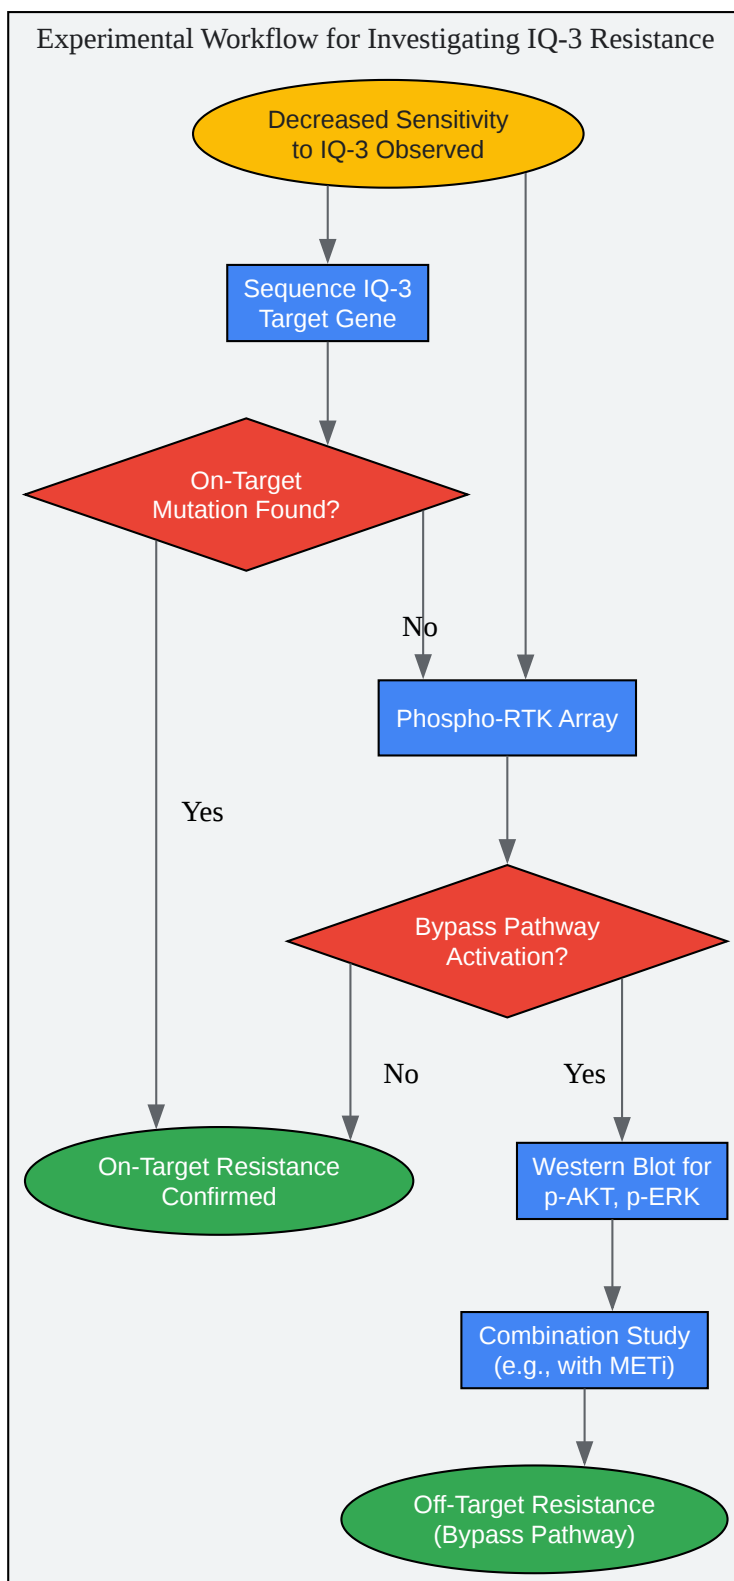 Experimental Workflow for Investigating IQ-3 Resistance
Decreased Sensitivity
to IQ-3 Observed
Sequence IQ-3
Target Gene
On-Target
Mutation Found?
No
Phospho-RTK Array
Yes
Bypass Pathway
Activation?
No
Yes
On-Target Resistance
Confirmed
Western Blot for
p-AKT, p-ERK
Combination Study
(e.g., with METi)
Off-Target Resistance
(Bypass Pathway)